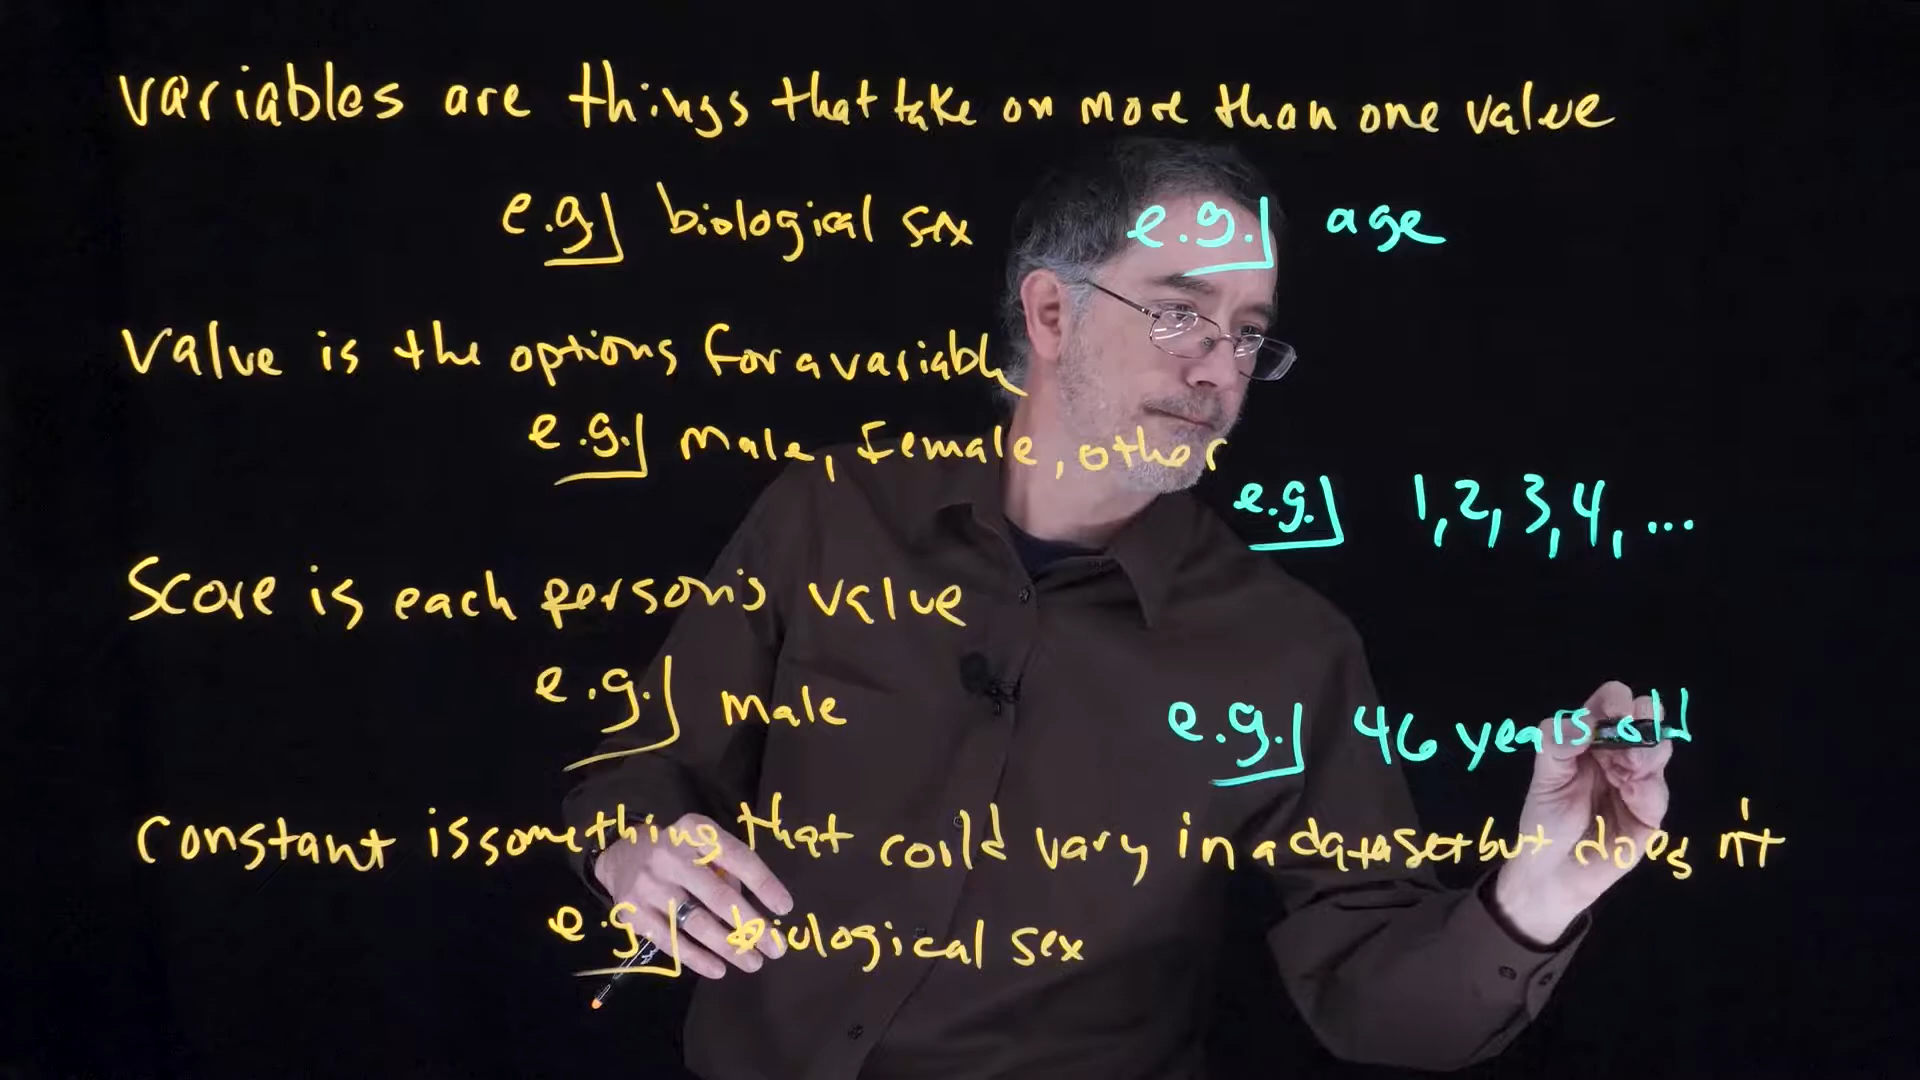 variables are things that take on more than one value
e.g. biological sex e.g. age
value is the options for a variable
e.g. male, female, other
e.g. 1, 2, 3, 4, ...
Score is each person's value
e.g. male e.g. 46 years old
constant is something that could vary in a dataset but doesn't
e.g. biological sex